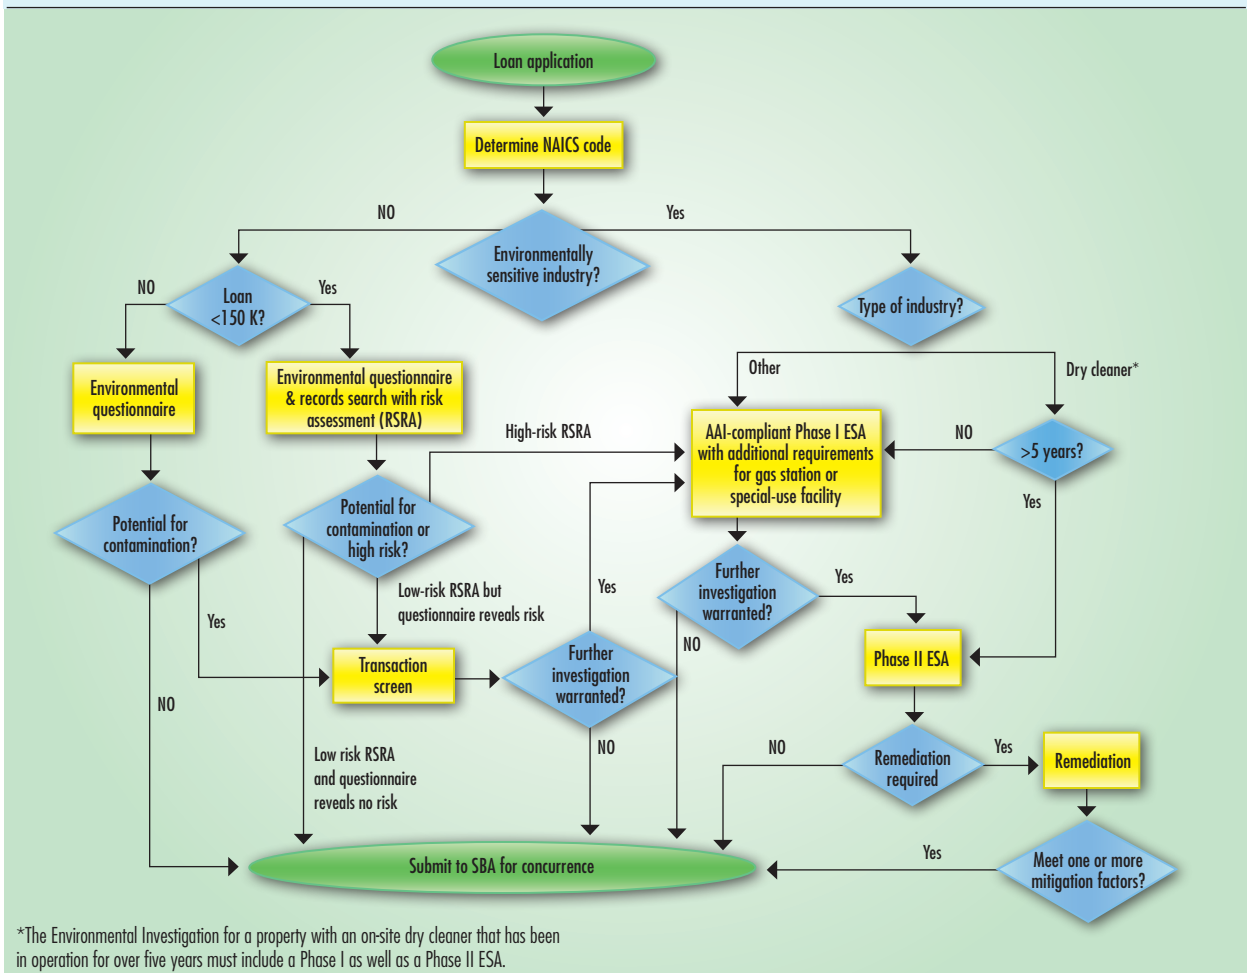 Loan application
Determine NAICS code
NO
Yes
Environmentally
sensitive industry?
NO
Loan
<150 K?
Yes
Type of industry?
Environmental
questionnaire
Environmental questionnaire
& records search with risk
assessment (RSRA)
Other
Dry cleaner*
High-risk RSRA
AAI-compliant Phase I ESA
with additional requirements
for gas station or
special-use facility
NO
>5 years?
Yes
Potential for
contamination?
Potential for
contamination or
high risk?
Yes
Low-risk RSRA but
questionnaire reveals risk
Yes
Further
investigation
warranted?
Yes
NO
Phase II ESA
Transaction
screen
Further
investigation
warranted?
NO
Low risk RSRA
and questionnaire
reveals no risk
NO
NO
Remediation
required
Yes
Remediation
Submit to SBA for concurrence
Yes
Meet one or more
mitigation factors?
*The Environmental Investigation for a property with an on-site dry cleaner that has been
in operation for over five years must include a Phase I as well as a Phase II ESA.